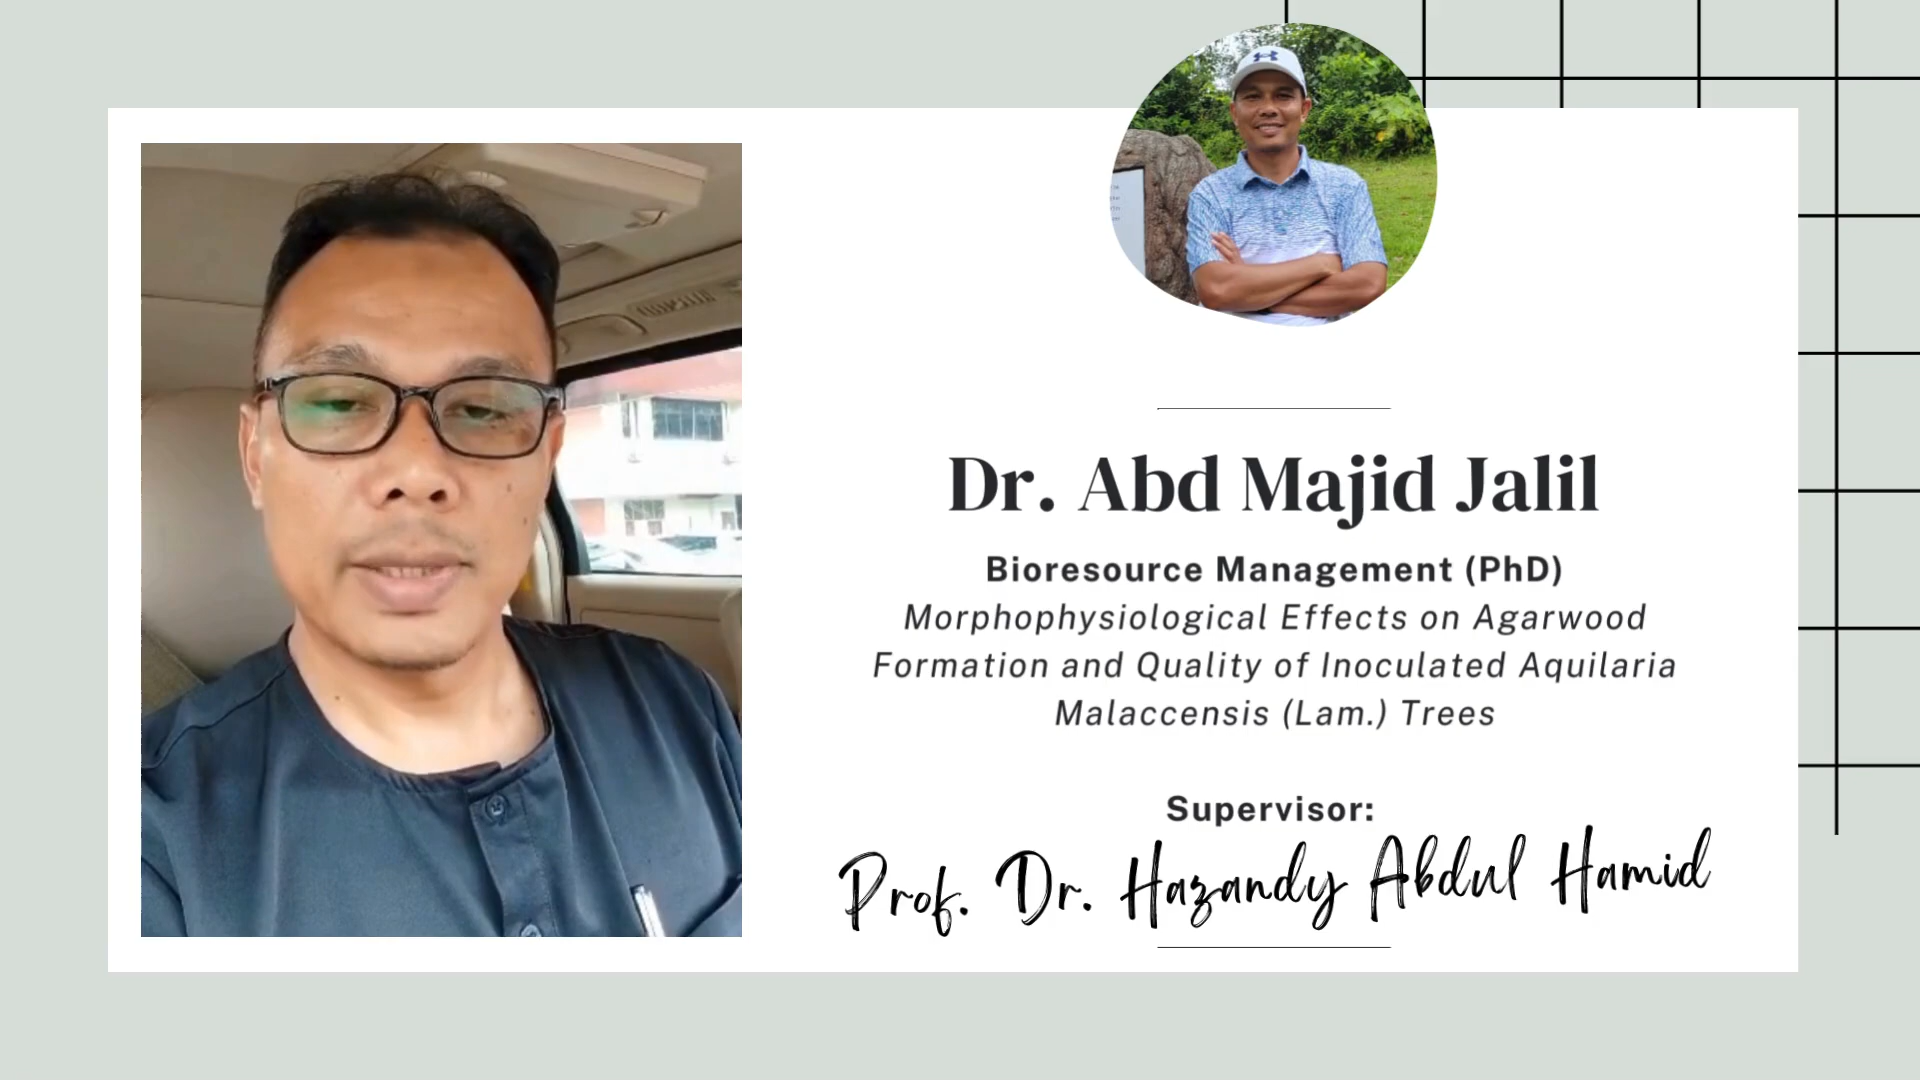 Dr. Abd Majid Jalil
Bioresource Management (PhD)
Morphophysiological Effects on Agarwood
Formation and Quality of Inoculated Aquilaria
Malaccensis (Lam.) Trees
Supervisor:
Prof. Dr. Hazandy Abdul Hamid